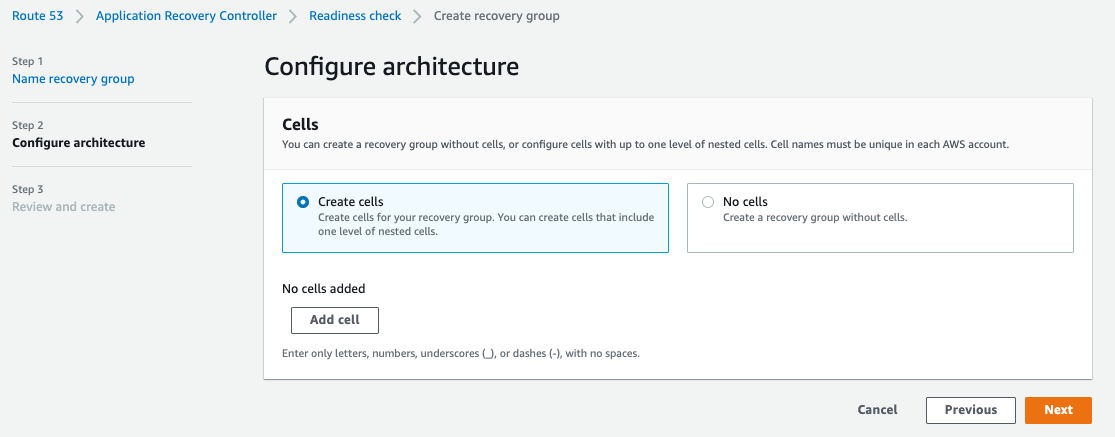 Route 53 > Application Recovery Controller > Readiness check > Create recovery group
Step 1
Name recovery group
Step 2
Configure architecture
Step 3
Review and create
Configure architecture
Cells
You can create a recovery group without cells, or configure cells with up to one level of nested cells. Cell names must be unique in each AWS account.
Create cells
Create cells for your recovery group. You can create cells that include
one level of nested cells.
No cells
Create a recovery group without cells.
No cells added
Add cell
Enter only letters, numbers, underscores (_), or dashes (-), with no spaces.
Cancel Previous Next